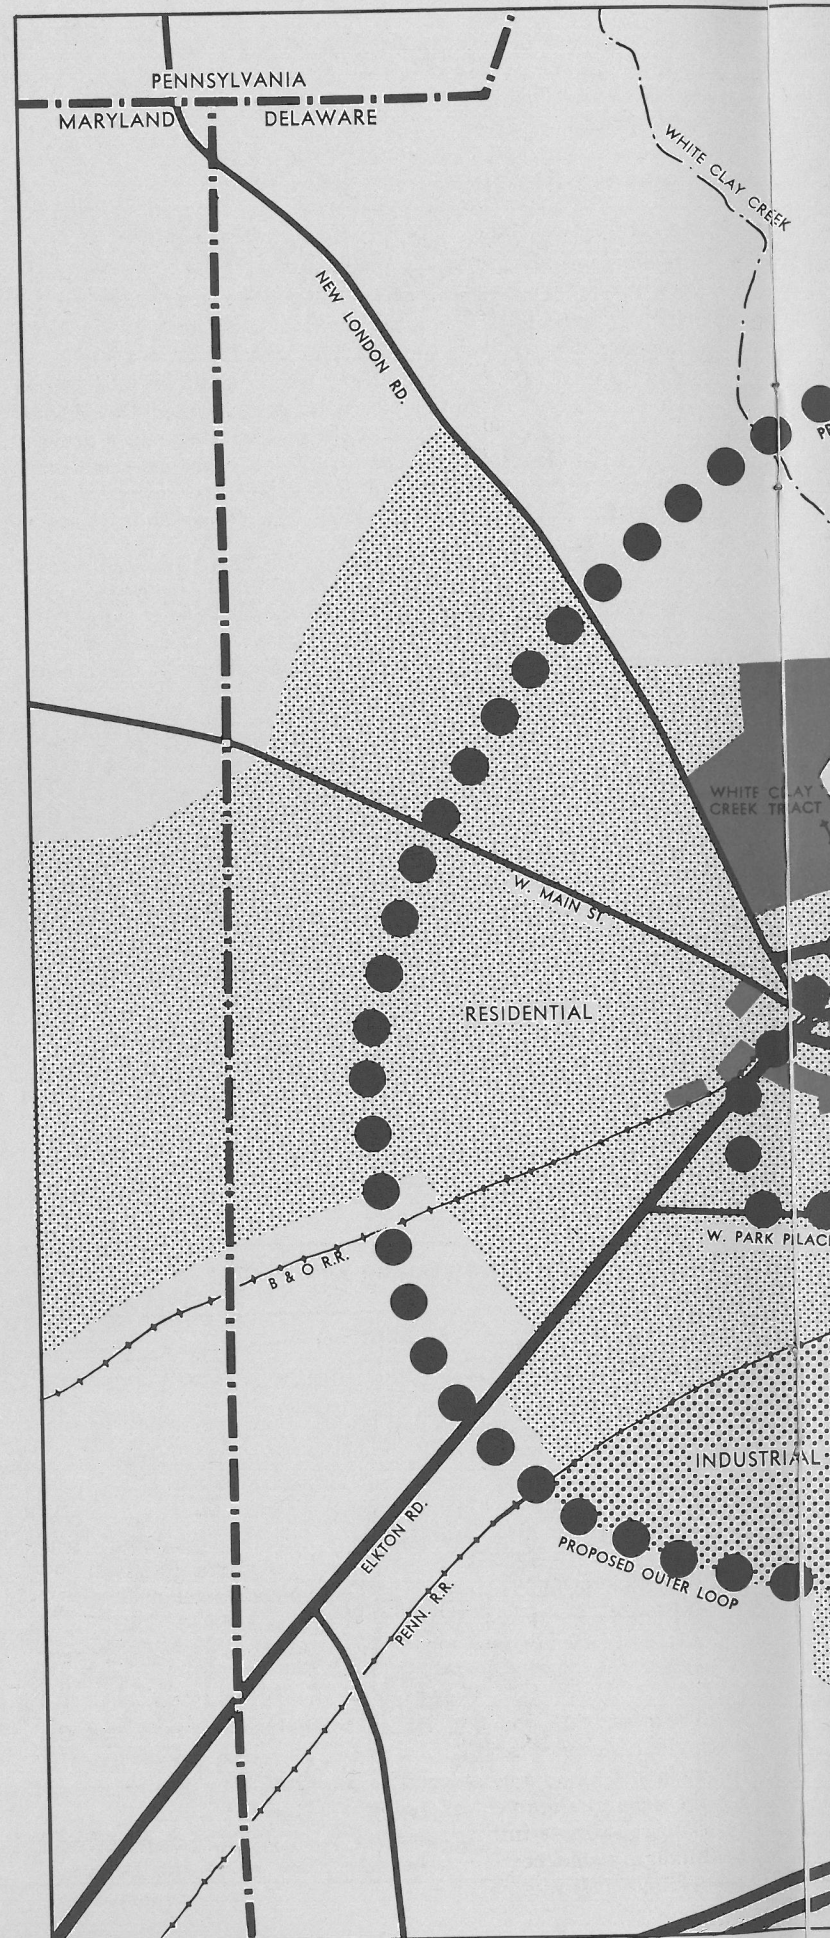 PENNSYLVANIA
MARYLAND
DELAWARE
WHITE CLAY CREEK
NEW LONDON RD.
WHITE CLAY
CREEK TRACT
W. MAIN ST.
RESIDENTIAL
W. PARK PLACE
B & O R.R.
INDUSTRIAL
ELKTON RD.
PROPOSED OUTER LOOP
PENN. R.R.